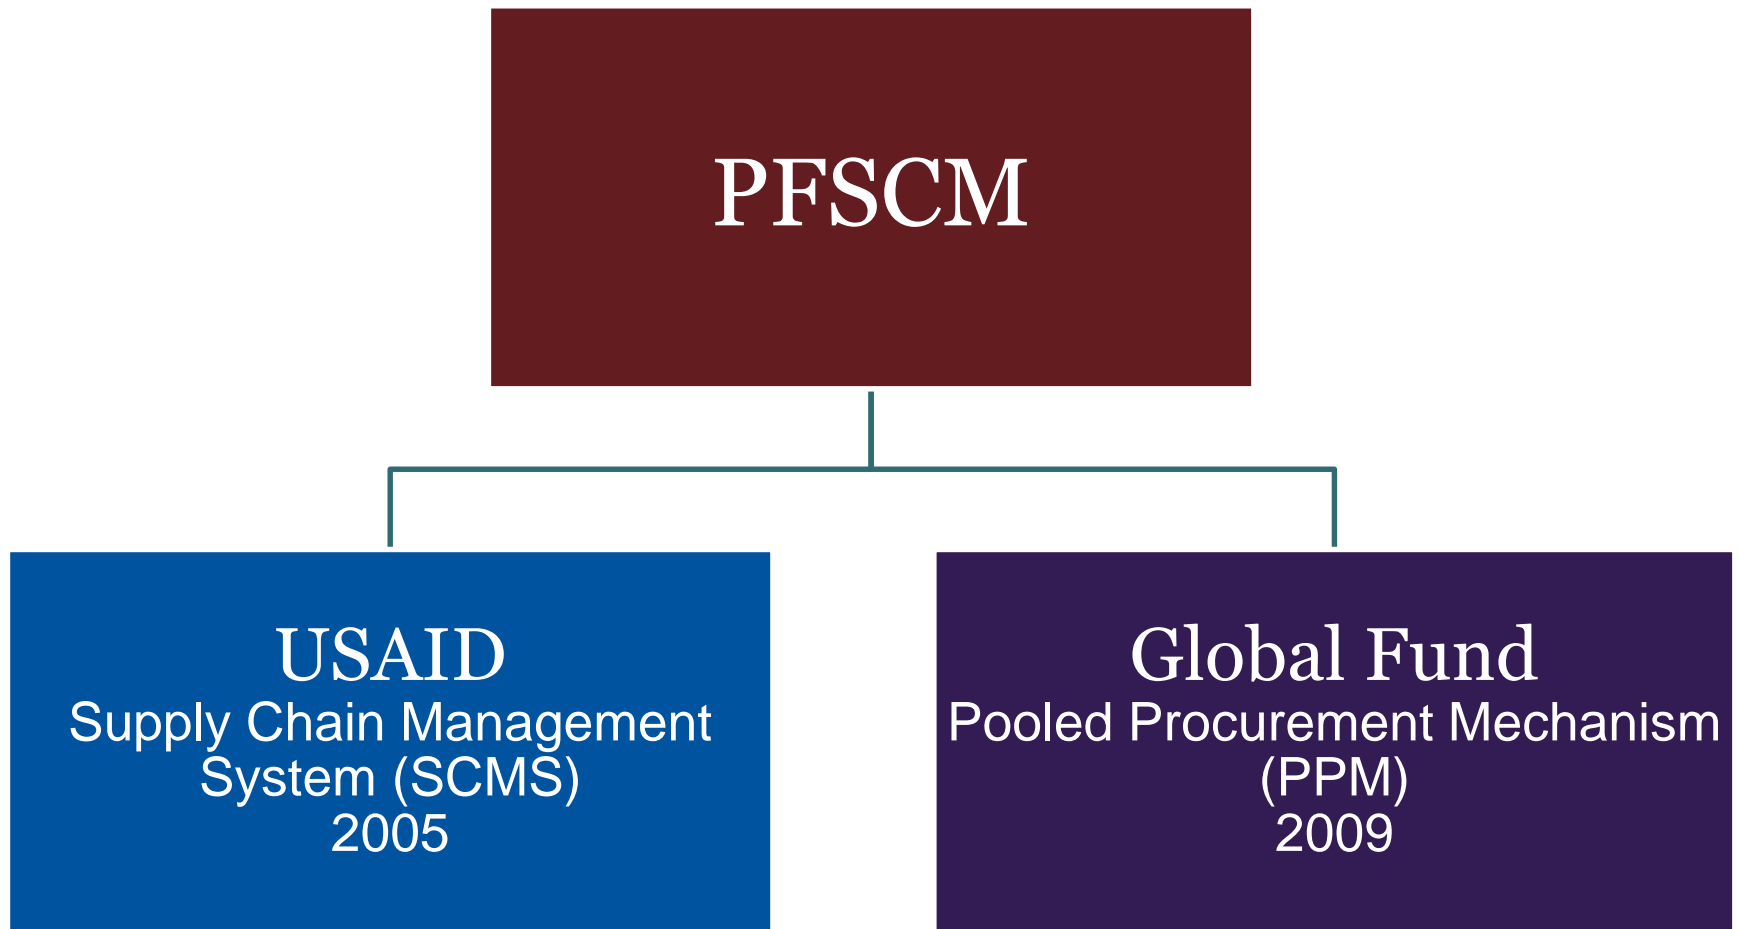 PFSCM
USAID
Supply Chain Management
System (SCMS)
2005
Global Fund
Pooled Procurement Mechanism
(PPM)
2009